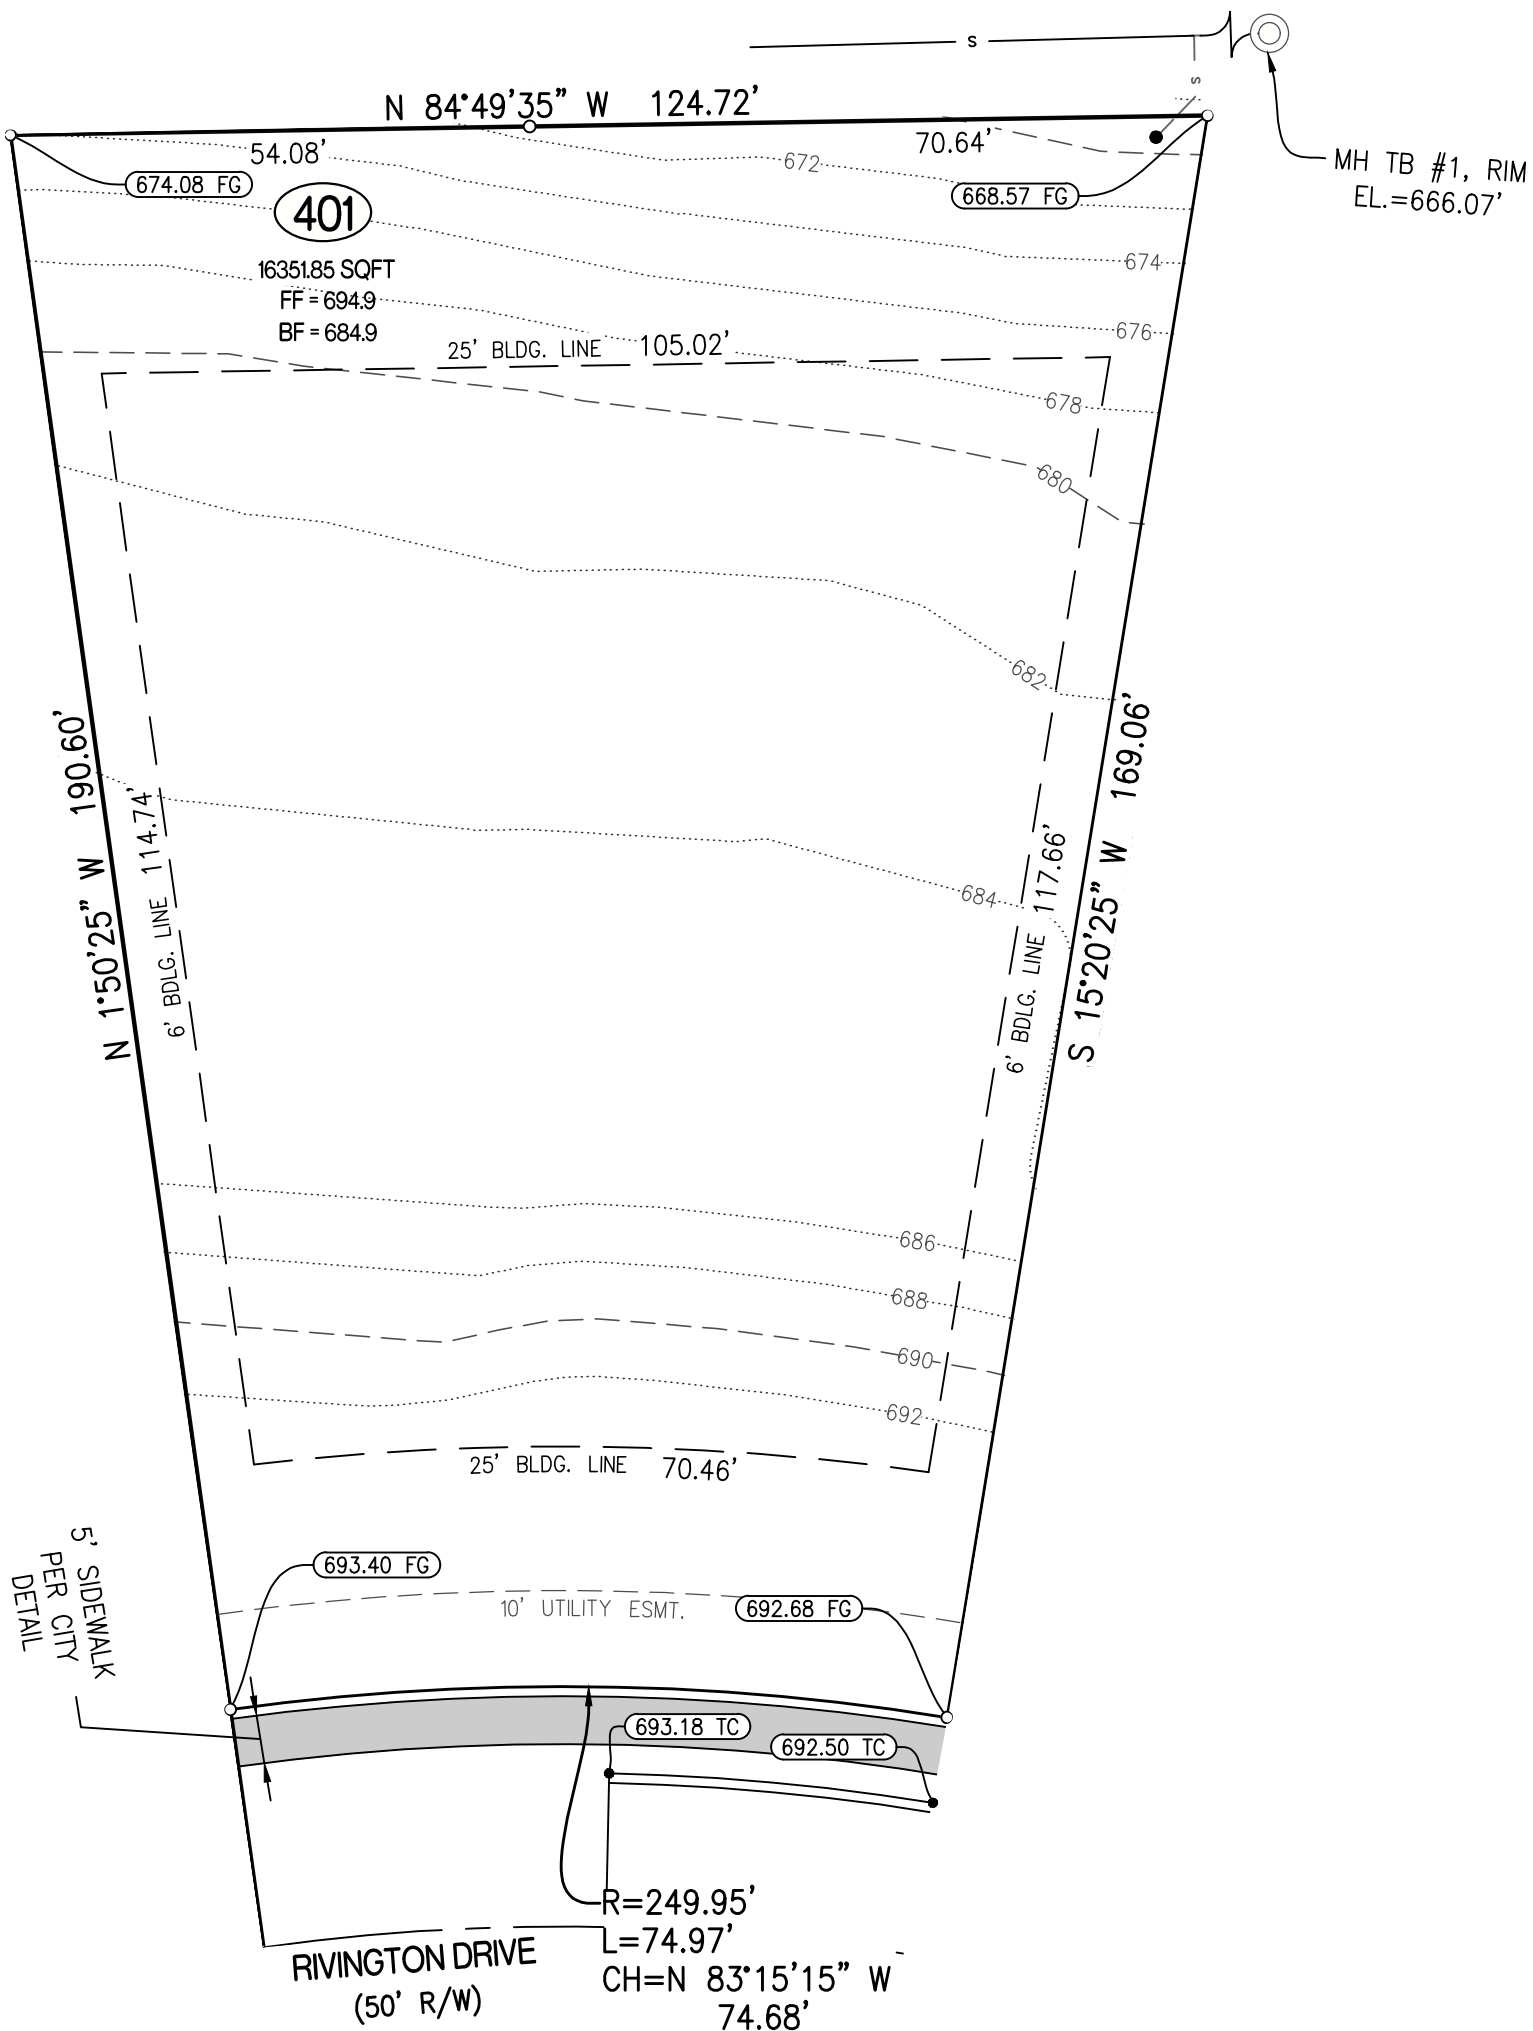 S
S
N 84°49'35” W 124.72'
54.08'
70.64'
672
MH TB #1, RIM
EL.=666.07'
674.08 FG
668.57 FG
401
674
16351.85 SQFT
FF = 694.9
BF = 684.9
676
25' BLDG. LINE 105.02'
678
680
682
N 1°50'25” W 190.60'
6' BDLG. LINE 114.74'
S 15°20'25” W 169.06'
6' BDLG. LINE 117.66'
684
686
688
690
692
25' BLDG. LINE 70.46'
5' SIDEWALK
PER CITY
DETAIL
693.40 FG
10' UTILITY ESMT.
692.68 FG
693.18 TC
692.50 TC
R=249.95'
L=74.97'
CH=N 83°15'15” W
74.68'
RIVINGTON DRIVE
(50' R/W)